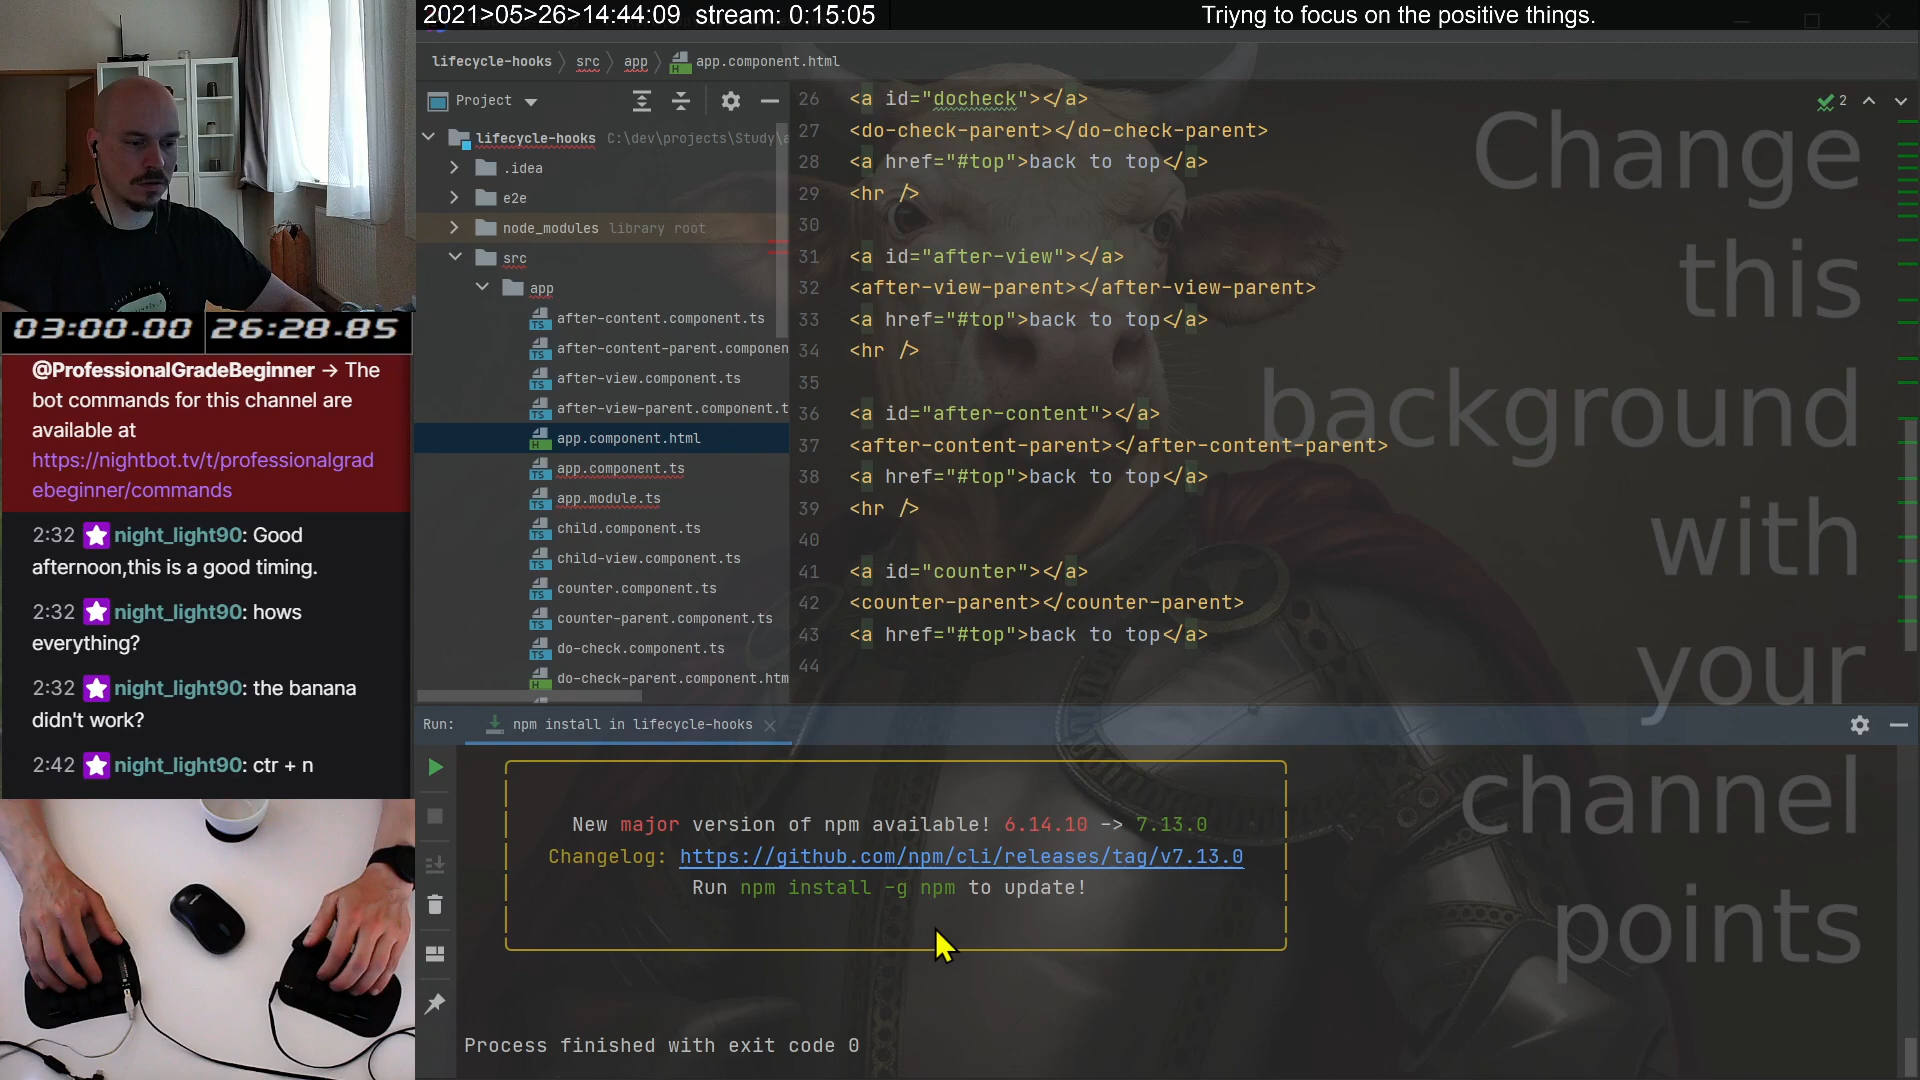 2021>05>26>14:44:09  stream: 0:15:05
Triyng to focus on the positive things.
lifecycle-hooks
src
app
app.component.html
Project
lifecycle-hooks C:\dev\projects\Study\a
.idea
e2e
node_modules library root
src
app
after-content.component.ts
after-content-parent.componen
after-view.component.ts
after-view-parent.component.t
app.component.html
app.component.ts
app.module.ts
child.component.ts
child-view.component.ts
counter.component.ts
counter-parent.component.ts
do-check.component.ts
do-check-parent.component.htm
26 <a id="docheck"></a>
27 <do-check-parent></do-check-parent>
28 <a href="#top">back to top</a>
29 <hr />
30
31 <a id="after-view"></a>
32 <after-view-parent></after-view-parent>
33 <a href="#top">back to top</a>
34 <hr />
35
36 <a id="after-content"></a>
37 <after-content-parent></after-content-parent>
38 <a href="#top">back to top</a>
39 <hr />
40
41 <a id="counter"></a>
42 <counter-parent></counter-parent>
43 <a href="#top">back to top</a>
44
2
Change
this
background
with
your
channel
points
03:00.00
26:28.85
@ProfessionalGradeBeginner → The
bot commands for this channel are
available at
https://nightbot.tv/t/professionalgrad
ebeginner/commands
2:32 night_light90: Good
afternoon,this is a good timing.
2:32 night_light90: hows
everything?
2:32 night_light90: the banana
didn't work?
2:42 night_light90: ctr + n
Run:
npm install in lifecycle-hooks
New major version of npm available! 6.14.10 -> 7.13.0
Changelog: https://github.com/npm/cli/releases/tag/v7.13.0
Run npm install -g npm to update!
Process finished with exit code 0